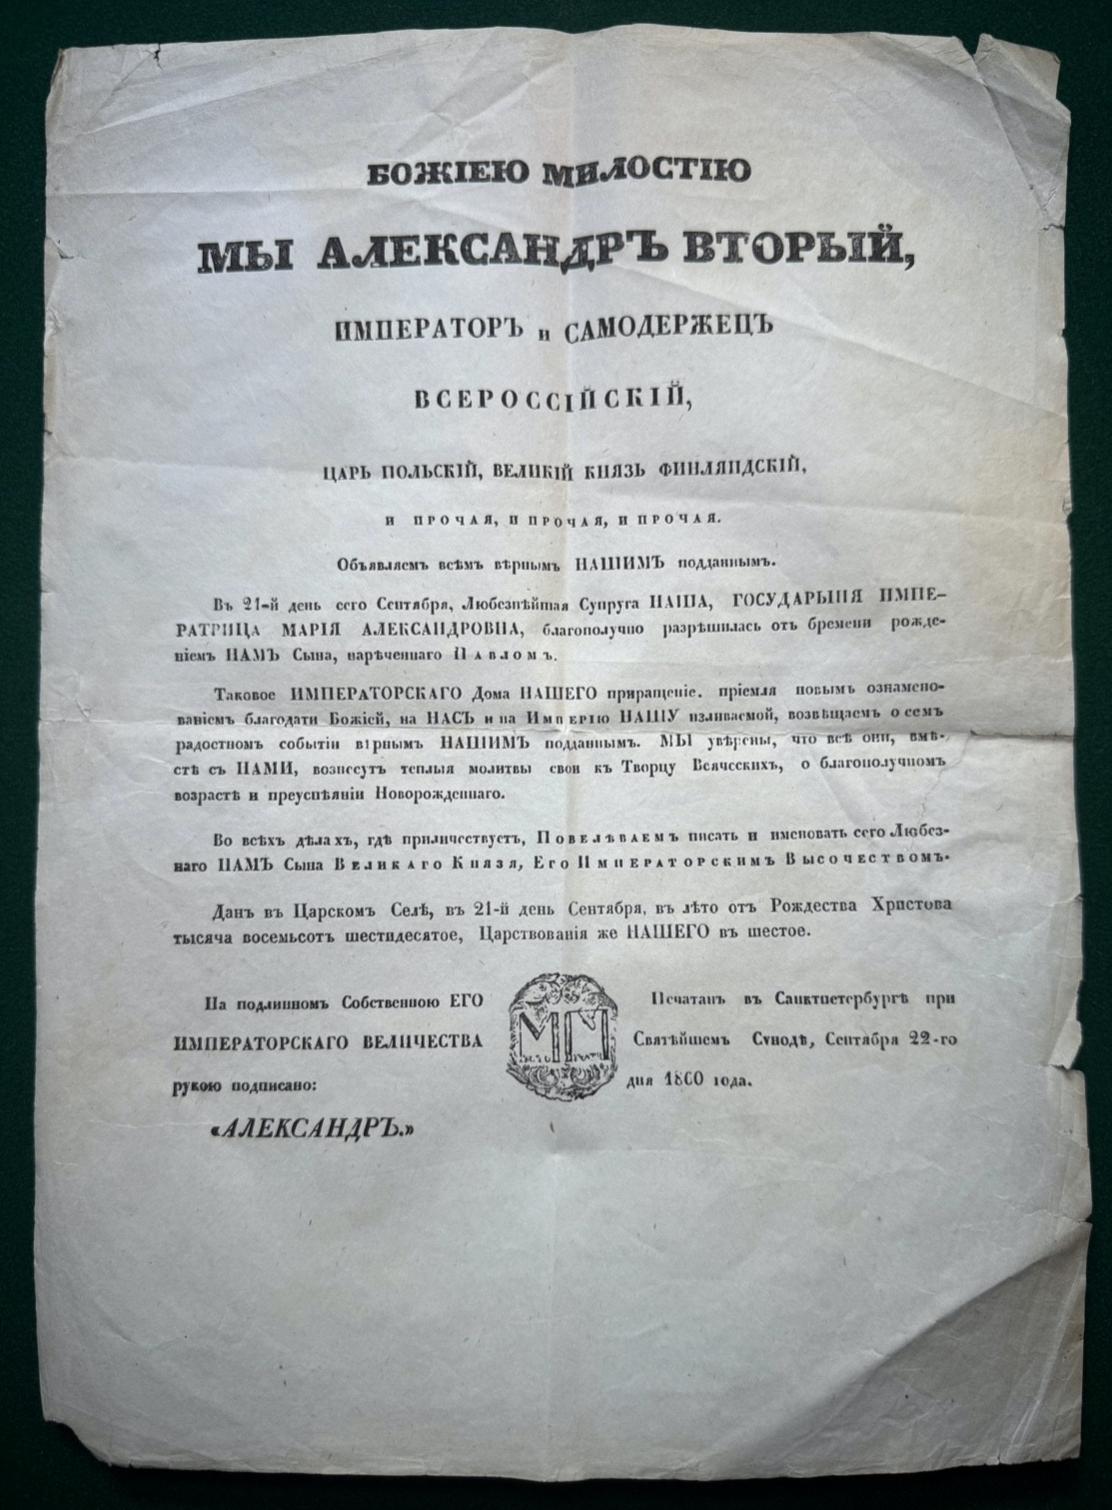 БОЖІЕЮ МИЛОСТІЮ
МЫ АЛЕКСАНДРЪ ВТОРЫЙ,
ИМПЕРАТОРЪ и САМОДЕРЖЕЦЪ
ВСЕРОССІЙСКІЙ,
ЦАРЬ ПОЛЬСКІЙ, ВЕЛИКІЙ КНЯЗЬ ФИНЛЯНДСКІЙ,
И ПРОЧАЯ, И ПРОЧАЯ, И ПРОЧАЯ.
Объявляемъ всѣмъ вѣрнымъ НАШИМЪ подданнымъ.
Въ 21-й день сего Сентября, Любезнѣйшая Супруга НАША, ГОСУДАРЫНЯ ИМПЕ-
РАТРИЦА МАРІЯ АЛЕКСАНДРОВНА, благополучно разрѣшилась отъ бремени рожде-
ніемъ НАМЪ Сына, нареченнаго Павломъ.
Таковое ИМПЕРАТОРСКАГО Дома НАШЕГО приращеніе. пріемля новымъ ознамено-
ваніемъ благодати Божіей, на НАСЪ и на Имперію НАШУ изливаемой, возвѣщаемъ о семъ
радостномъ событіи вѣрнымъ НАШИМЪ подданнымъ. МЫ увѣрены, что всѣ они, вмѣ-
стѣ съ НАМИ, вознесутъ теплыя молитвы свои къ Творцу Всяческихъ, о благополучномъ
возрастѣ и преуспѣяніи Новорожденнаго.
Во всѣхъ дѣлахъ, гдѣ приличествуетъ, Повелѣваемъ писать и именовать сего Любез-
наго НАМЪ Сына Великаго Князя, Его Императорскимъ Высочествомъ.
Данъ въ Царскомъ Селѣ, въ 21-й день Сентября, въ лѣто отъ Рождества Христова
тысяча восемьсотъ шестидесятое, Царствованія же НАШЕГО въ шестое.
На подлинномъ Собственною ЕГО
ИМПЕРАТОРСКАГО ВЕЛИЧЕСТВА
рукою подписано:
«АЛЕКСАНДРЪ.»
Печатанъ въ Санктпетербургѣ при
Святѣйшемъ Сѵнодѣ, Сентября 22-го
дня 1860 года.